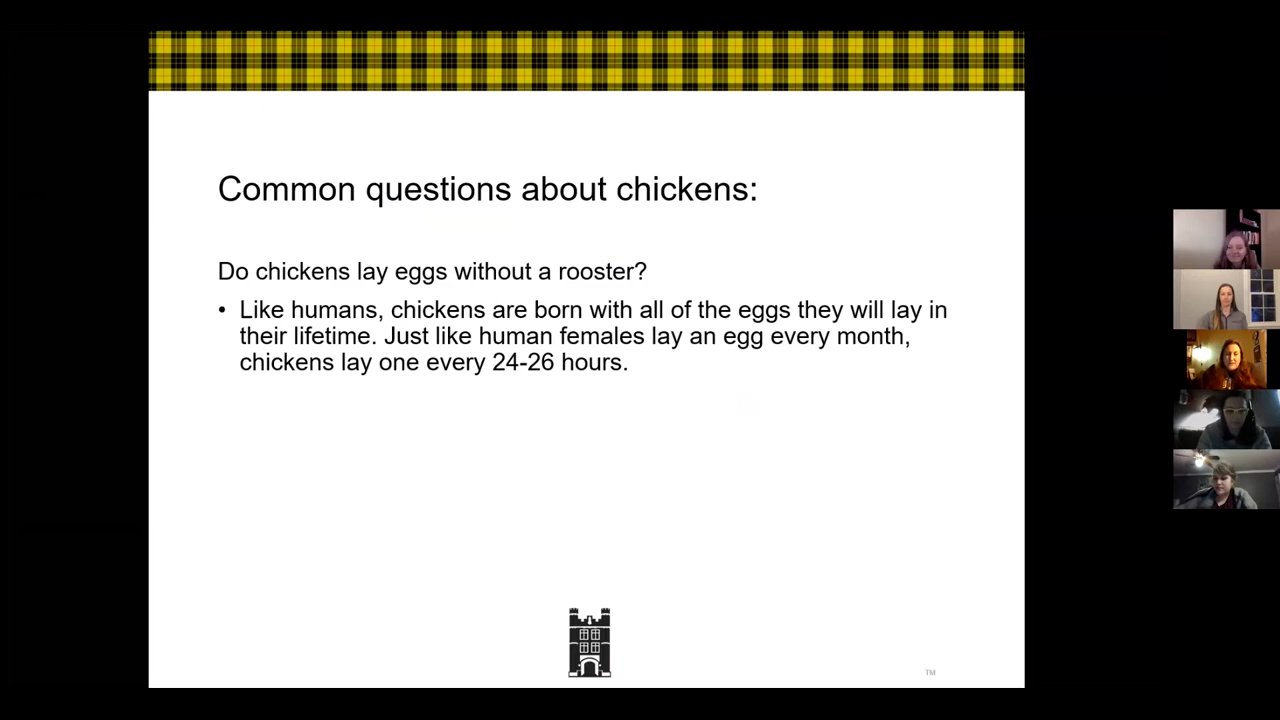 Common questions about chickens:
Do chickens lay eggs without a rooster?
• Like humans, chickens are born with all of the eggs they will lay in
their lifetime. Just like human females lay an egg every month,
chickens lay one every 24-26 hours.
TM